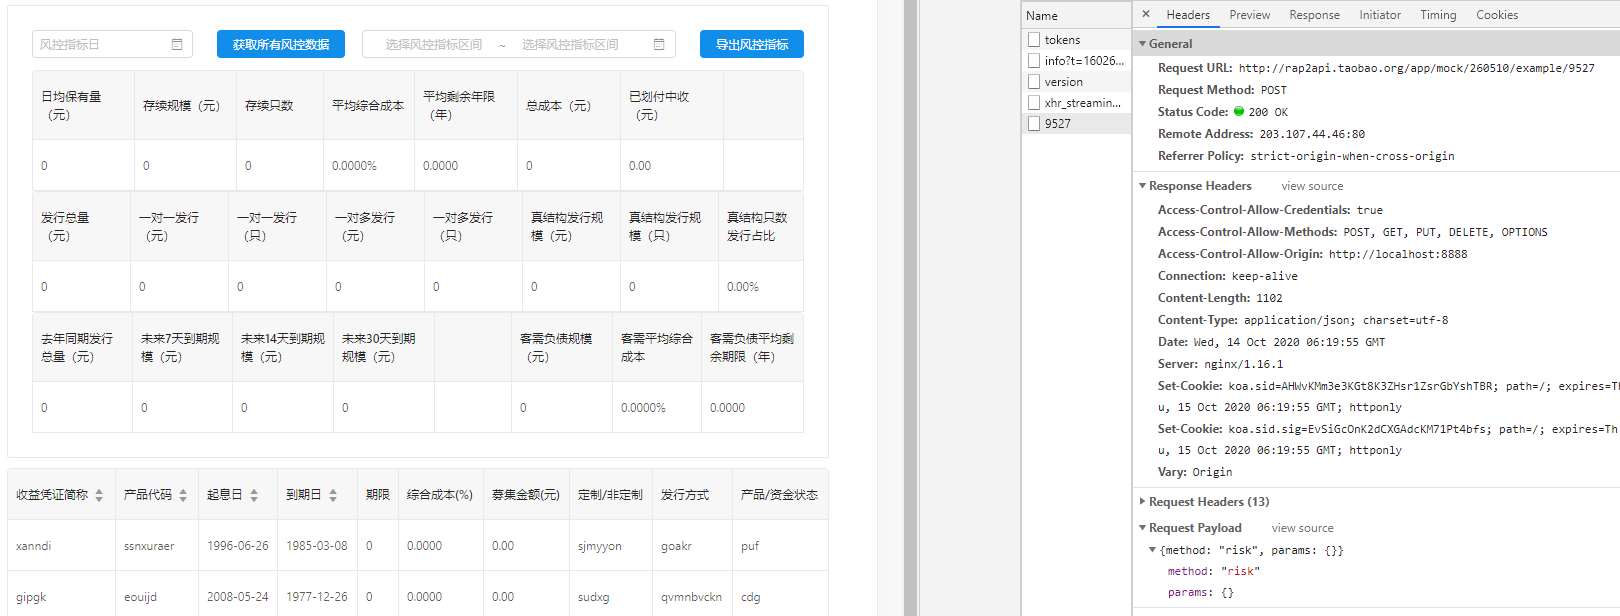 风控指标日 获取所有风控数据 选择风控指标区间 ~ 选择风控指标区间 导出风控指标
日均保有量（元） 存续规模（元） 存续只数 平均综合成本 平均剩余年限（年） 总成本（元） 已划付中收（元）
0 0 0 0.0000% 0.0000 0 0.00
发行总量（元） 一对一发行（元） 一对一发行（只） 一对多发行（元） 一对多发行（只） 真结构发行规模（元） 真结构发行规模（只） 真结构只数发行占比
0 0 0 0 0 0 0 0.00%
去年同期发行总量（元） 未来7天到期规模（元） 未来14天到期规模（元） 未来30天到期规模（元） 客需负债规模（元） 客需平均综合成本 客需负债平均剩余期限（年）
0 0 0 0 0 0.0000% 0.0000
收益凭证简称 产品代码 起息日 到期日 期限 综合成本(%) 募集金额(元) 定制/非定制 发行方式 产品/资金状态
xanndi ssnxuraer 1996-06-26 1985-03-08 0 0.0000 0.00 sjmyyon goakr puf
gipgk eouijd 2008-05-24 1977-12-26 0 0.0000 0.00 sudxg qvmnbvckn cdg
Name
tokens
info?t=16026...
version
xhr_streamin...
9527
× Headers Preview Response Initiator Timing Cookies
General
Request URL: http://rap2api.taobao.org/app/mock/260510/example/9527
Request Method: POST
Status Code: 200 OK
Remote Address: 203.107.44.46:80
Referrer Policy: strict-origin-when-cross-origin
Response Headers view source
Access-Control-Allow-Credentials: true
Access-Control-Allow-Methods: POST, GET, PUT, DELETE, OPTIONS
Access-Control-Allow-Origin: http://localhost:8888
Connection: keep-alive
Content-Length: 1102
Content-Type: application/json; charset=utf-8
Date: Wed, 14 Oct 2020 06:19:55 GMT
Server: nginx/1.16.1
Set-Cookie: koa.sid=AHWvKMm3e3KGt8K3ZHsr1ZsrGbYshTBR; path=/; expires=Th
u, 15 Oct 2020 06:19:55 GMT; httponly
Set-Cookie: koa.sid.sig=EvSiGcOnK2dCXGAdcKM71Pt4bfs; path=/; expires=Th
u, 15 Oct 2020 06:19:55 GMT; httponly
Vary: Origin
Request Headers (13)
Request Payload view source
{method: "risk", params: {}}
method: "risk"
params: {}